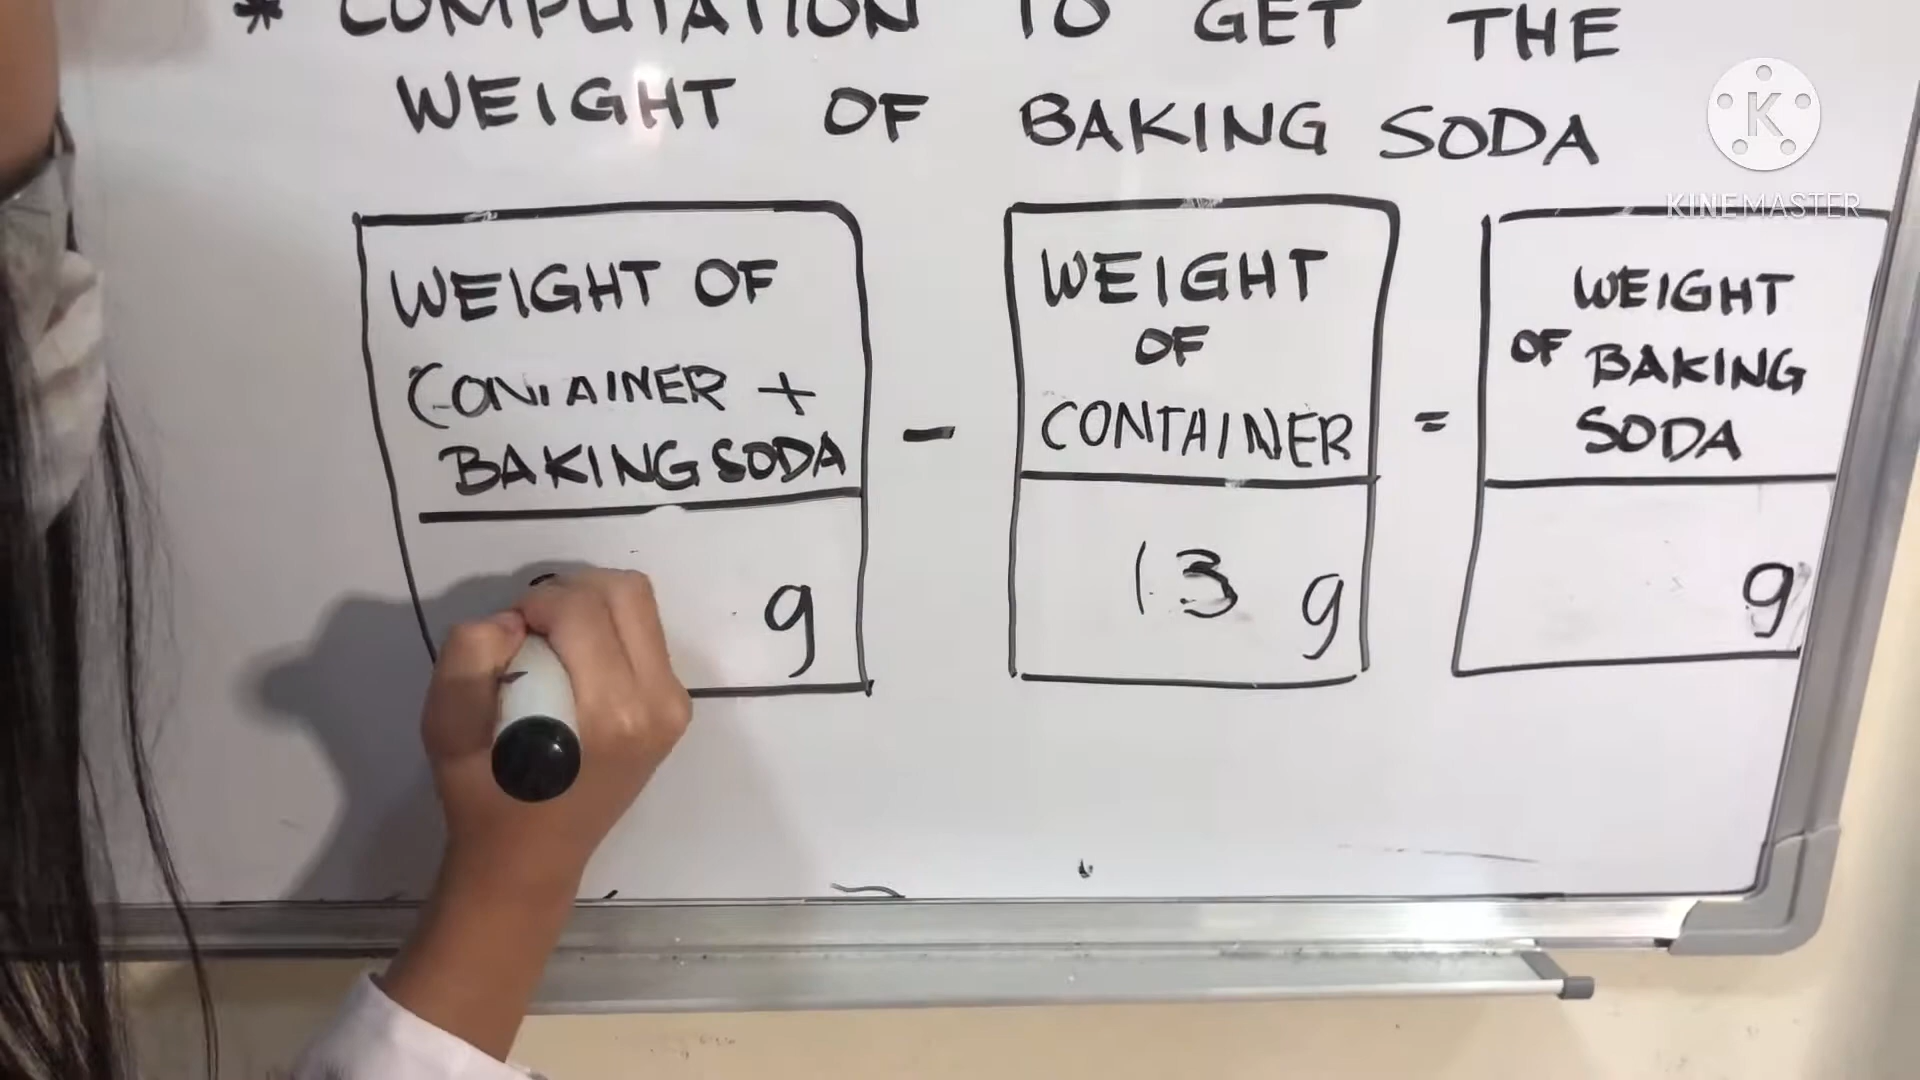 * COMPUTATION TO GET THE
WEIGHT OF BAKING SODA
K
KINEMASTER
WEIGHT OF
CONTAINER +
BAKING SODA
g
-
WEIGHT
OF
CONTAINER
13 g
=
WEIGHT
OF BAKING
SODA
g